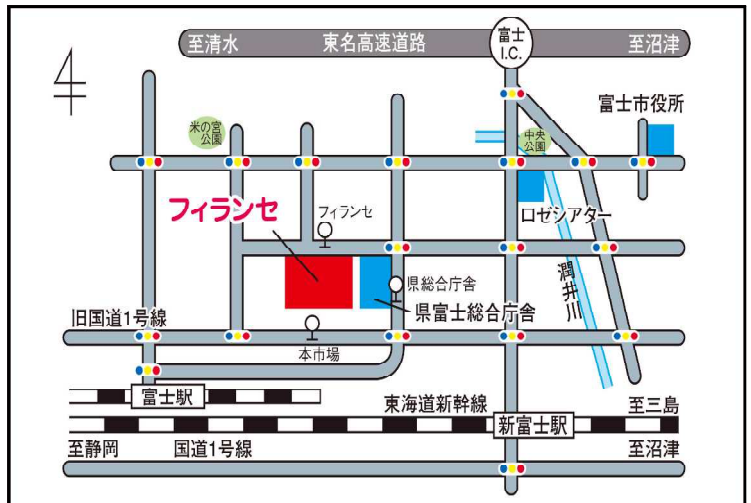 至清水
東名高速道路
富士
I.C.
至沼津
富士市役所
米の宮
公園
中央
公園
フィランセ
フィランセ
ロゼシアター
県総合庁舎
県富士総合庁舎
潤井川
旧国道1号線
本市場
富士駅
東海道新幹線
至三島
新富士駅
至静岡
国道1号線
至沼津